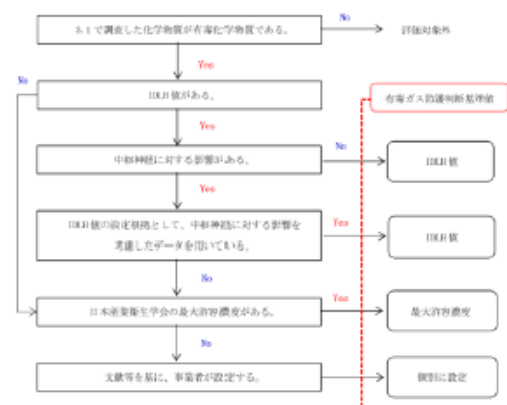 3.1で調査した化学物質が有毒化学物質である。
No
評価対象外
Yes
No
IDLH値がある。
有毒ガス防護判断基準値
Yes
中枢神経に対する影響がある。
No
IDLH値
Yes
IDLH値の設定根拠として、中枢神経に対する影響を
考慮したデータを用いている。
Yes
IDLH値
No
日本産業衛生学会の最大許容濃度がある。
Yes
最大許容濃度
No
文献等を基に、事業者が設定する。
個別に設定